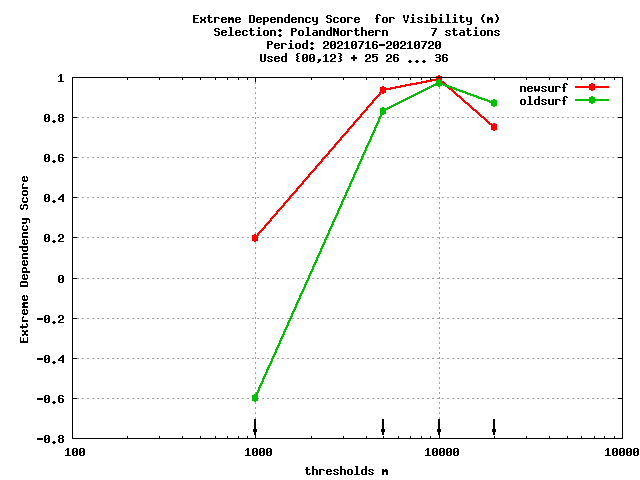 Extreme Dependency Score  for Visibility (m)
Selection: PolandNorthern      7 stations
Period: 20210716-20210720
Used {00,12} + 25 26 ... 36
newsurf
oldsurf
Extreme Dependency Score
1
0.8
0.6
0.4
0.2
0
-0.2
-0.4
-0.6
-0.8
100 1000 10000 10000
thresholds m